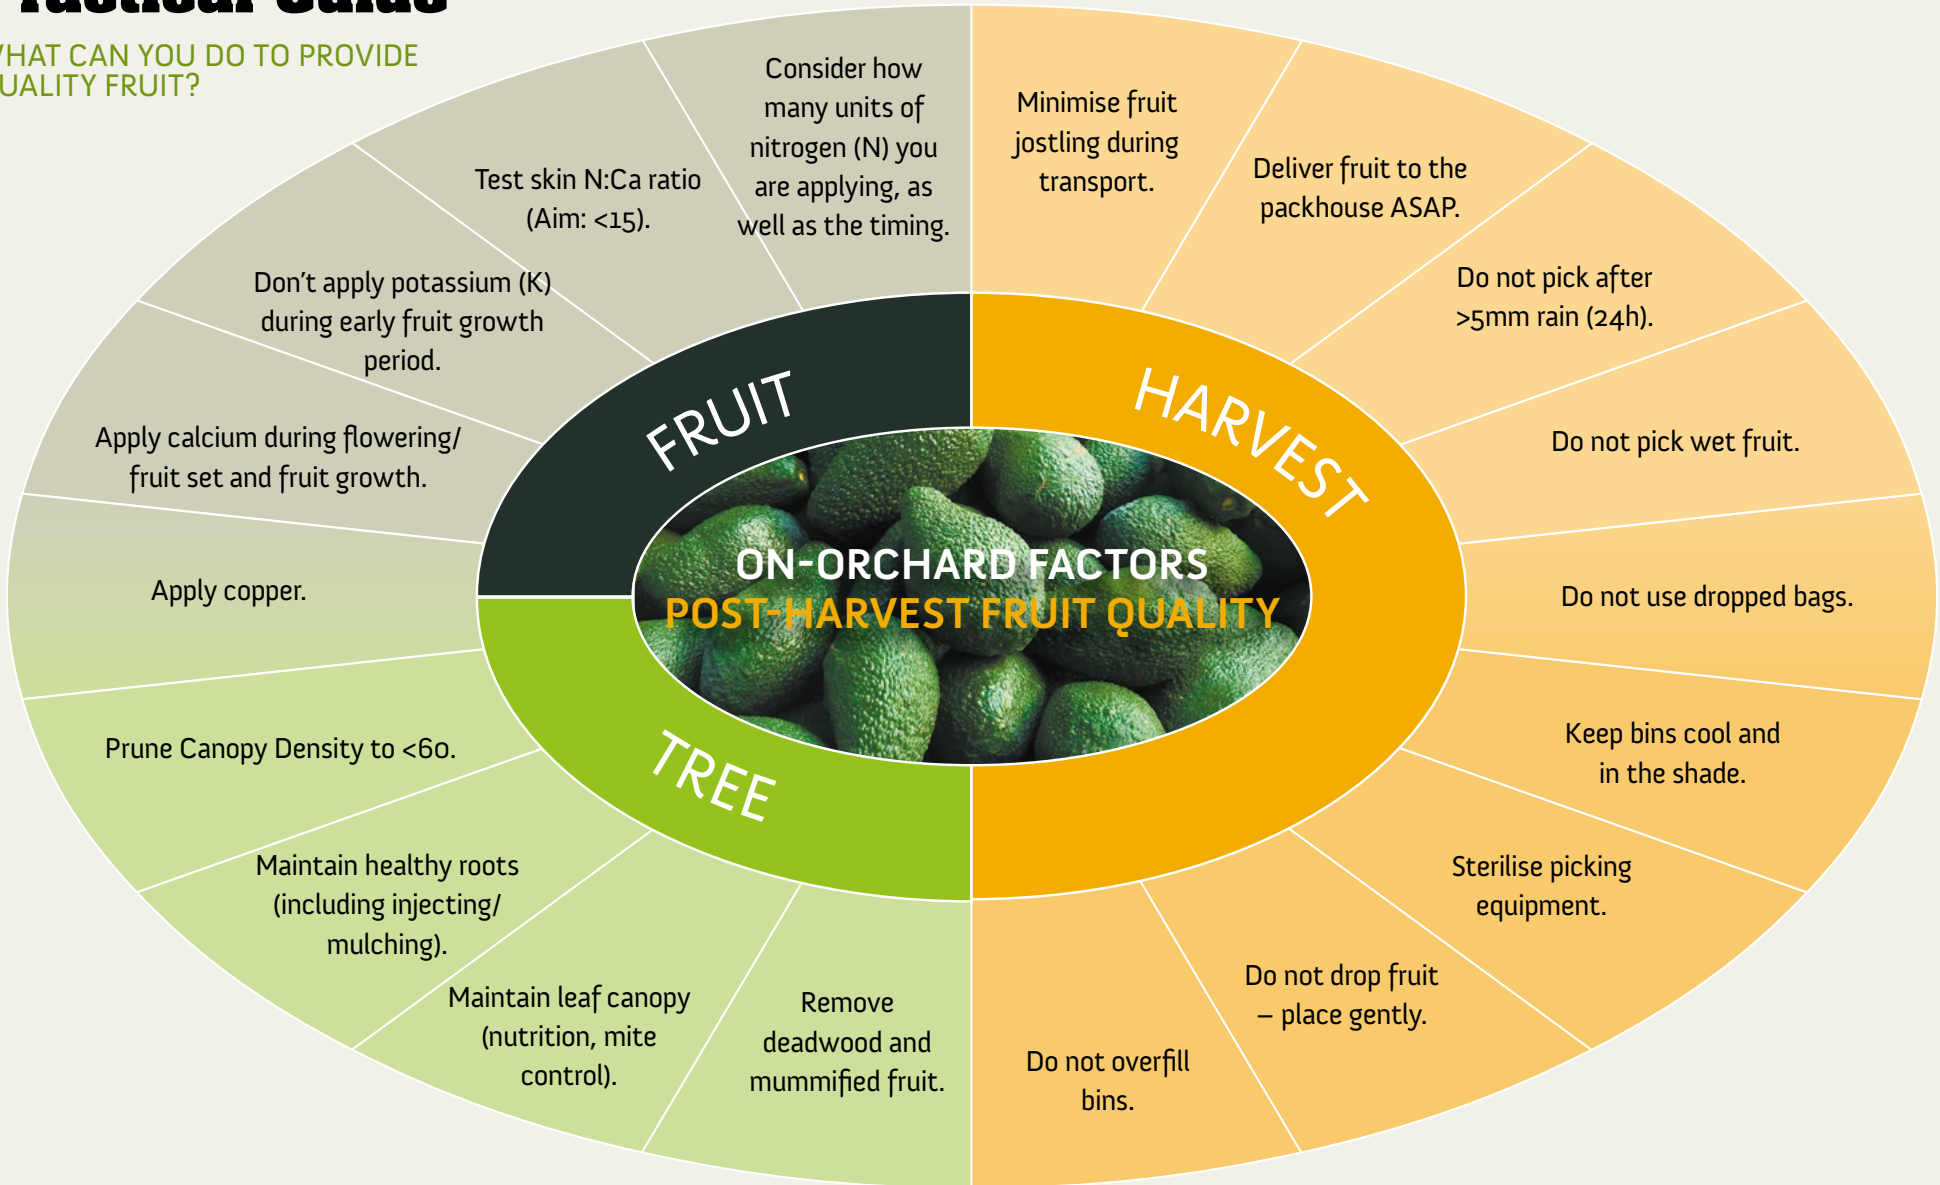 Tactical Guide
WHAT CAN YOU DO TO PROVIDE
QUALITY FRUIT?
Consider how
many units of
nitrogen (N) you
are applying, as
well as the timing.
Minimise fruit
jostling during
transport.
Deliver fruit to the
packhouse ASAP.
Do not pick after
>5mm rain (24h).
Do not pick wet fruit.
Do not use dropped bags.
Keep bins cool and
in the shade.
Sterilise picking
equipment.
Do not drop fruit
– place gently.
Do not overfill
bins.
Remove
deadwood and
mummified fruit.
Maintain leaf canopy
(nutrition, mite
control).
Maintain healthy roots
(including injecting/
mulching).
Prune Canopy Density to <60.
Apply copper.
Apply calcium during flowering/
fruit set and fruit growth.
Don't apply potassium (K)
during early fruit growth
period.
Test skin N:Ca ratio
(Aim: <15).
FRUIT
HARVEST
TREE
ON-ORCHARD FACTORS
POST-HARVEST FRUIT QUALITY